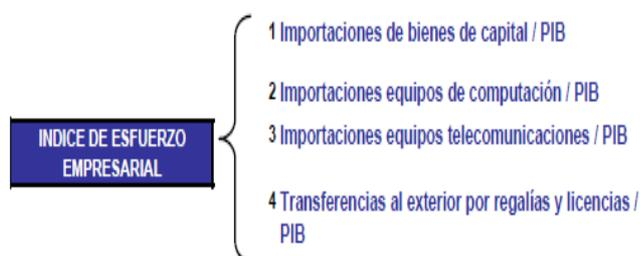 INDICE DE ESFUERZO
EMPRESARIAL
1 Importaciones de bienes de capital / PIB
2 Importaciones equipos de computación / PIB
3 Importaciones equipos telecomunicaciones / PIB
4 Transferencias al exterior por regalías y licencias /
PIB